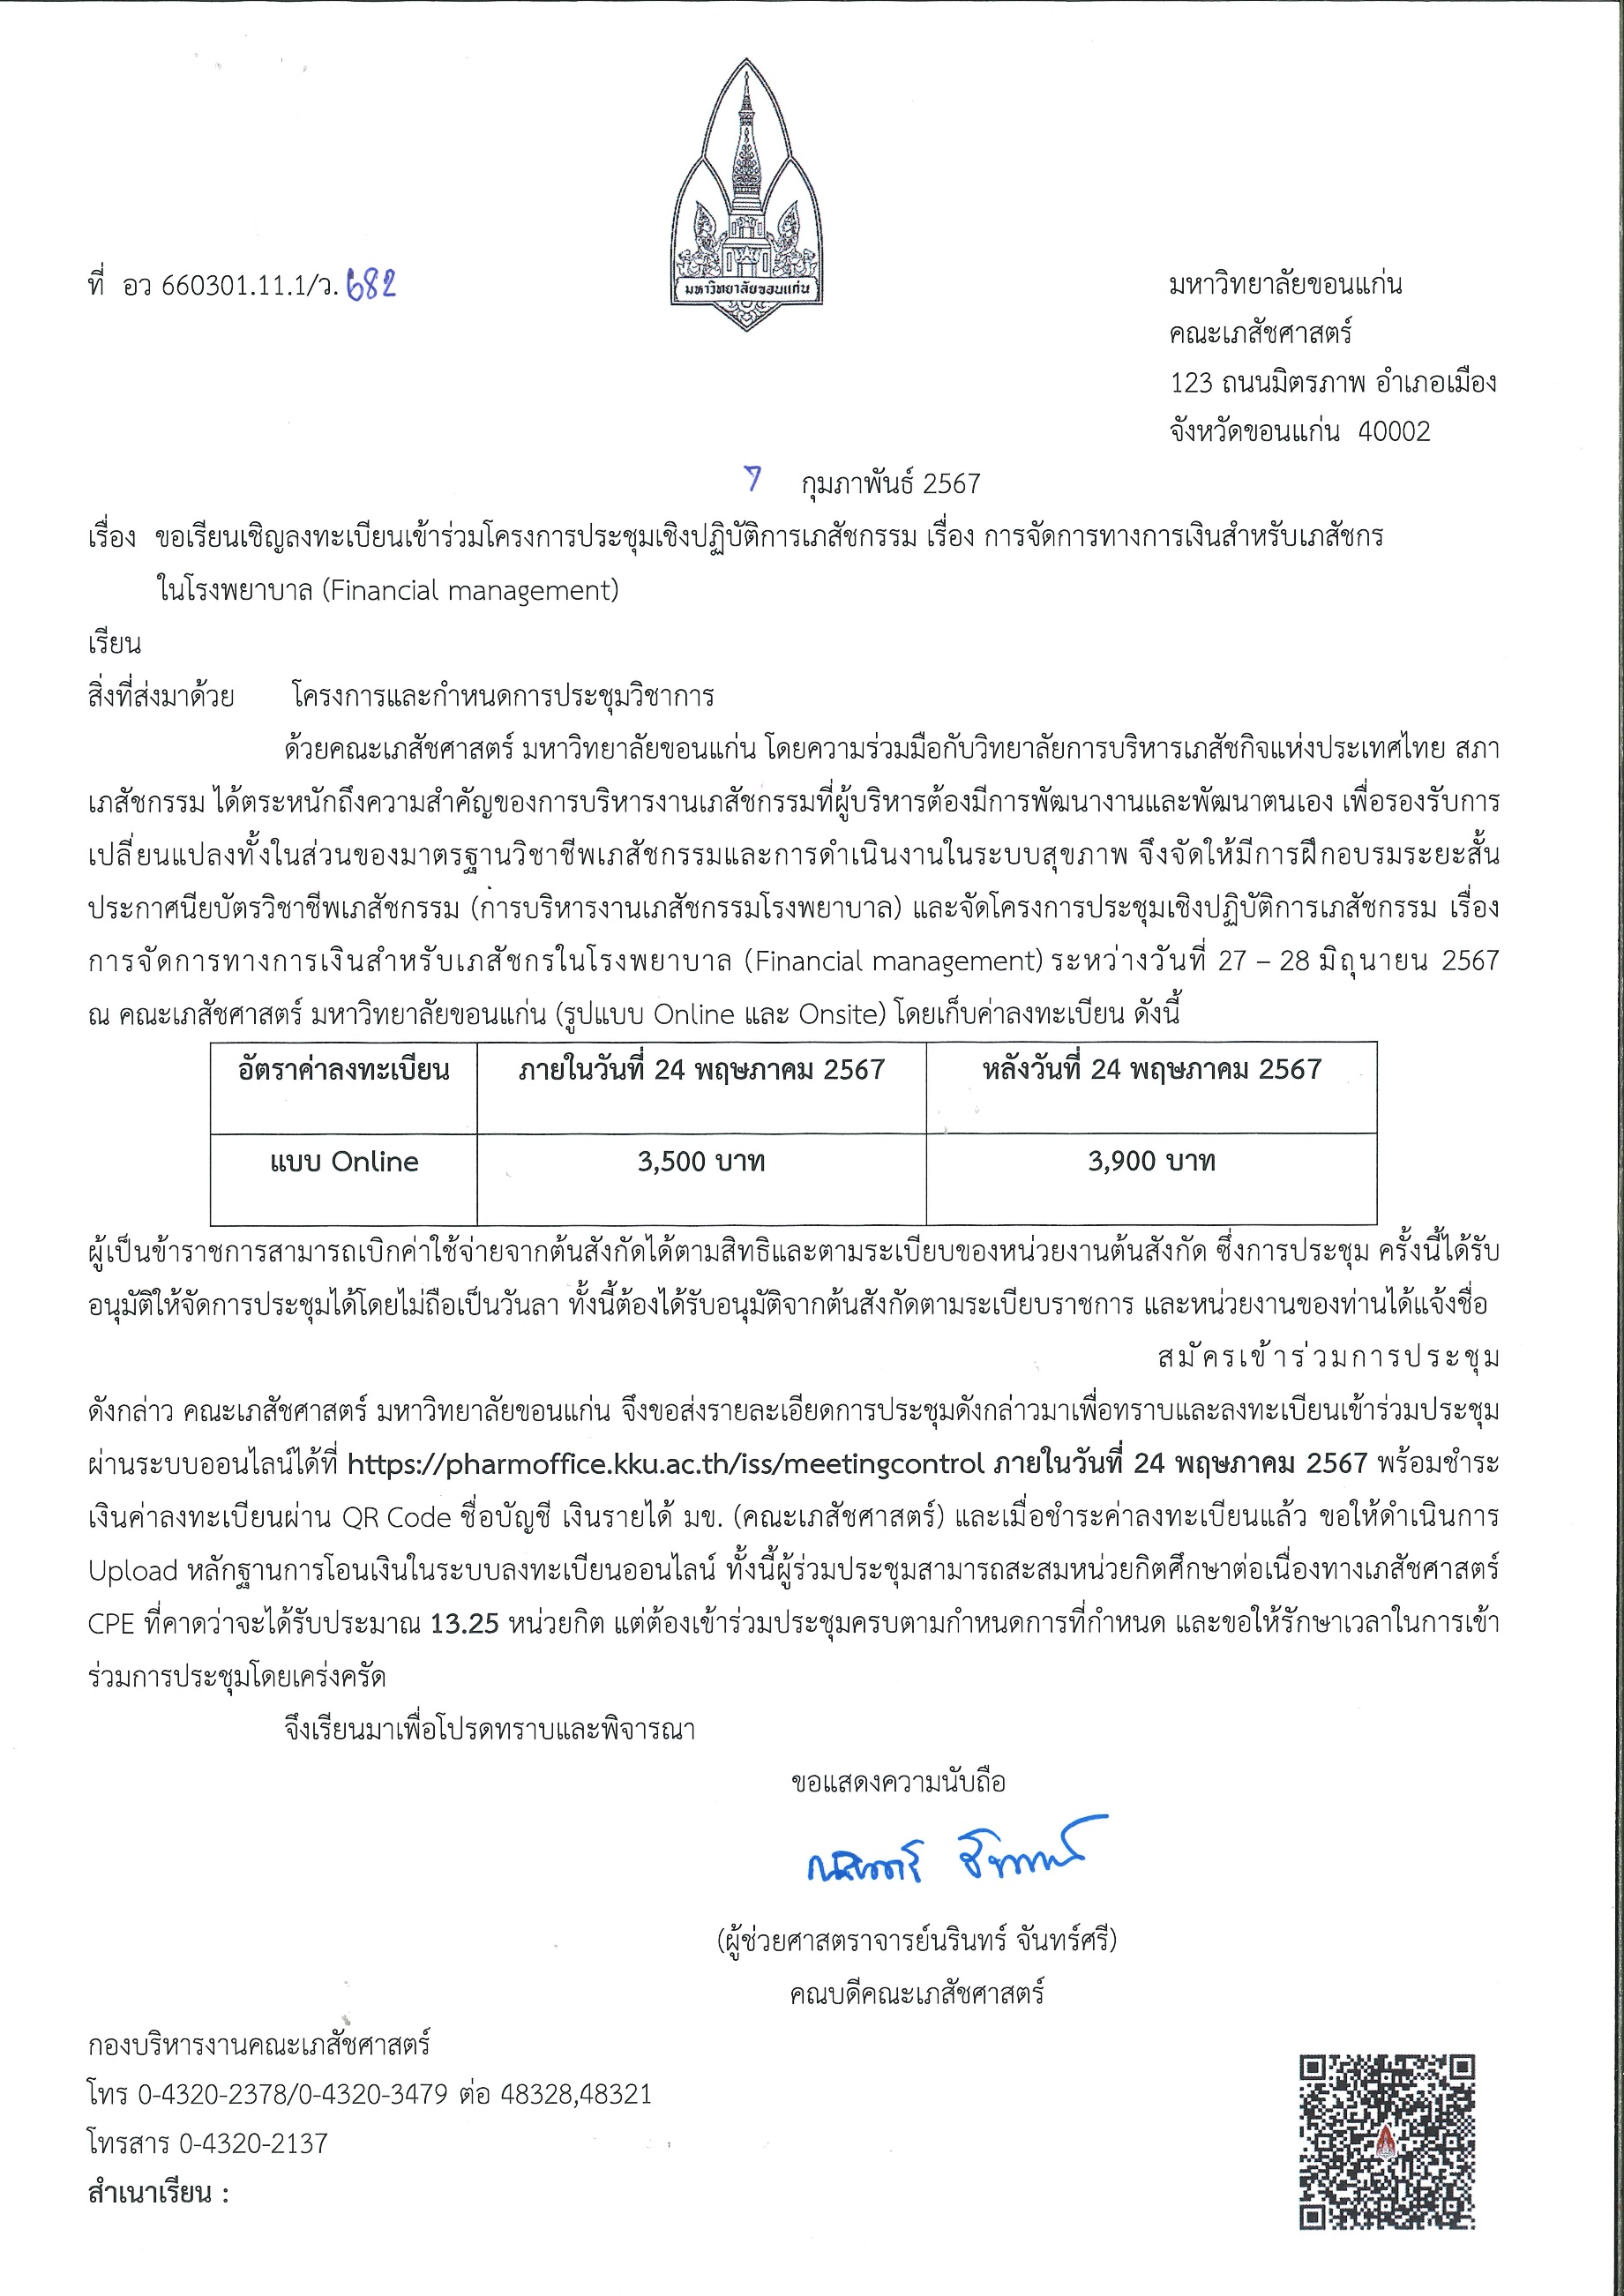 มหาวิทยาลัยขอนแก่น
ที่ อว 660301.11.1/ว.682
มหาวิทยาลัยขอนแก่น
คณะเภสัชศาสตร์
123 ถนนมิตรภาพ อำเภอเมือง
จังหวัดขอนแก่น 40002
7 กุมภาพันธ์ 2567
เรื่อง ขอเรียนเชิญลงทะเบียนเข้าร่วมโครงการประชุมเชิงปฏิบัติการเภสัชกรรม เรื่อง การจัดการทางการเงินสำหรับเภสัชกร
ในโรงพยาบาล (Financial management)
เรียน
สิ่งที่ส่งมาด้วย โครงการและกำหนดการประชุมวิชาการ
ด้วยคณะเภสัชศาสตร์ มหาวิทยาลัยขอนแก่น โดยความร่วมมือกับวิทยาลัยการบริหารเภสัชกิจแห่งประเทศไทย สภา
เภสัชกรรม ได้ตระหนักถึงความสำคัญของการบริหารงานเภสัชกรรมที่ผู้บริหารต้องมีการพัฒนางานและพัฒนาตนเอง เพื่อรองรับการ
เปลี่ยนแปลงทั้งในส่วนของมาตรฐานวิชาชีพเภสัชกรรมและการดำเนินงานในระบบสุขภาพ จึงจัดให้มีการฝึกอบรมระยะสั้น
ประกาศนียบัตรวิชาชีพเภสัชกรรม (การบริหารงานเภสัชกรรมโรงพยาบาล) และจัดโครงการประชุมเชิงปฏิบัติการเภสัชกรรม เรื่อง
การจัดการทางการเงินสำหรับเภสัชกรในโรงพยาบาล (Financial management) ระหว่างวันที่ 27 – 28 มิถุนายน 2567
ณ คณะเภสัชศาสตร์ มหาวิทยาลัยขอนแก่น (รูปแบบ Online และ Onsite) โดยเก็บค่าลงทะเบียน ดังนี้
อัตราค่าลงทะเบียน ภายในวันที่ 24 พฤษภาคม 2567 หลังวันที่ 24 พฤษภาคม 2567
แบบ Online 3,500 บาท 3,900 บาท
ผู้เป็นข้าราชการสามารถเบิกค่าใช้จ่ายจากต้นสังกัดได้ตามสิทธิและตามระเบียบของหน่วยงานต้นสังกัด ซึ่งการประชุม ครั้งนี้ได้รับ
อนุมัติให้จัดการประชุมได้โดยไม่ถือเป็นวันลา ทั้งนี้ต้องได้รับอนุมัติจากต้นสังกัดตามระเบียบราชการ และหน่วยงานของท่านได้แจ้งชื่อ
สมัครเข้าร่วมการประชุม
ดังกล่าว คณะเภสัชศาสตร์ มหาวิทยาลัยขอนแก่น จึงขอส่งรายละเอียดการประชุมดังกล่าวมาเพื่อทราบและลงทะเบียนเข้าร่วมประชุม
ผ่านระบบออนไลน์ได้ที่ https://pharmoffice.kku.ac.th/iss/meetingcontrol ภายในวันที่ 24 พฤษภาคม 2567 พร้อมชำระ
เงินค่าลงทะเบียนผ่าน QR Code ชื่อบัญชี เงินรายได้ มข. (คณะเภสัชศาสตร์) และเมื่อชำระค่าลงทะเบียนแล้ว ขอให้ดำเนินการ
Upload หลักฐานการโอนเงินในระบบลงทะเบียนออนไลน์ ทั้งนี้ผู้ร่วมประชุมสามารถสะสมหน่วยกิตศึกษาต่อเนื่องทางเภสัชศาสตร์
CPE ที่คาดว่าจะได้รับประมาณ 13.25 หน่วยกิต แต่ต้องเข้าร่วมประชุมครบตามกำหนดการที่กำหนด และขอให้รักษาเวลาในการเข้า
ร่วมการประชุมโดยเคร่งครัด
จึงเรียนมาเพื่อโปรดทราบและพิจารณา
ขอแสดงความนับถือ
(ผู้ช่วยศาสตราจารย์นรินทร์ จันทร์ศรี)
คณบดีคณะเภสัชศาสตร์
กองบริหารงานคณะเภสัชศาสตร์
โทร 0-4320-2378/0-4320-3479 ต่อ 48328,48321
โทรสาร 0-4320-2137
สำเนาเรียน :